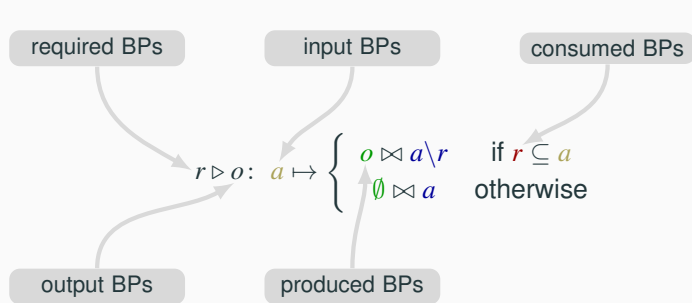 required BPs input BPs consumed BPs
r ▷ o: a ↦ { o ⋈ a\r if r ⊆ a
∅ ⋈ a otherwise
output BPs produced BPs